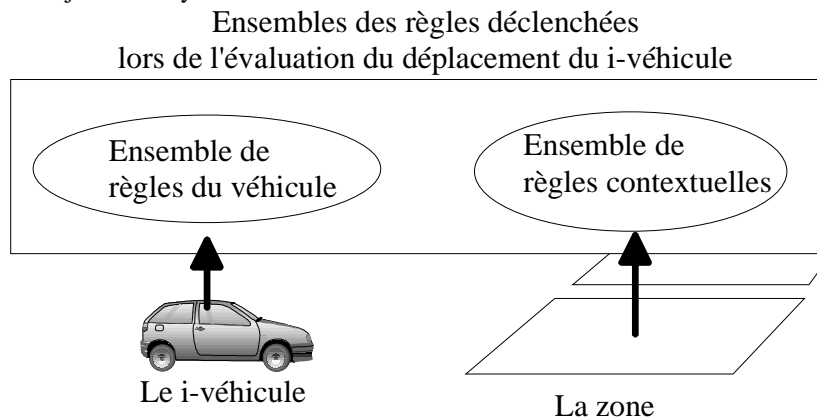 Ensembles des règles déclenchées
lors de l'évaluation du déplacement du i-véhicule
Ensemble de
règles du véhicule
Ensemble de
règles contextuelles
Le i-véhicule
La zone